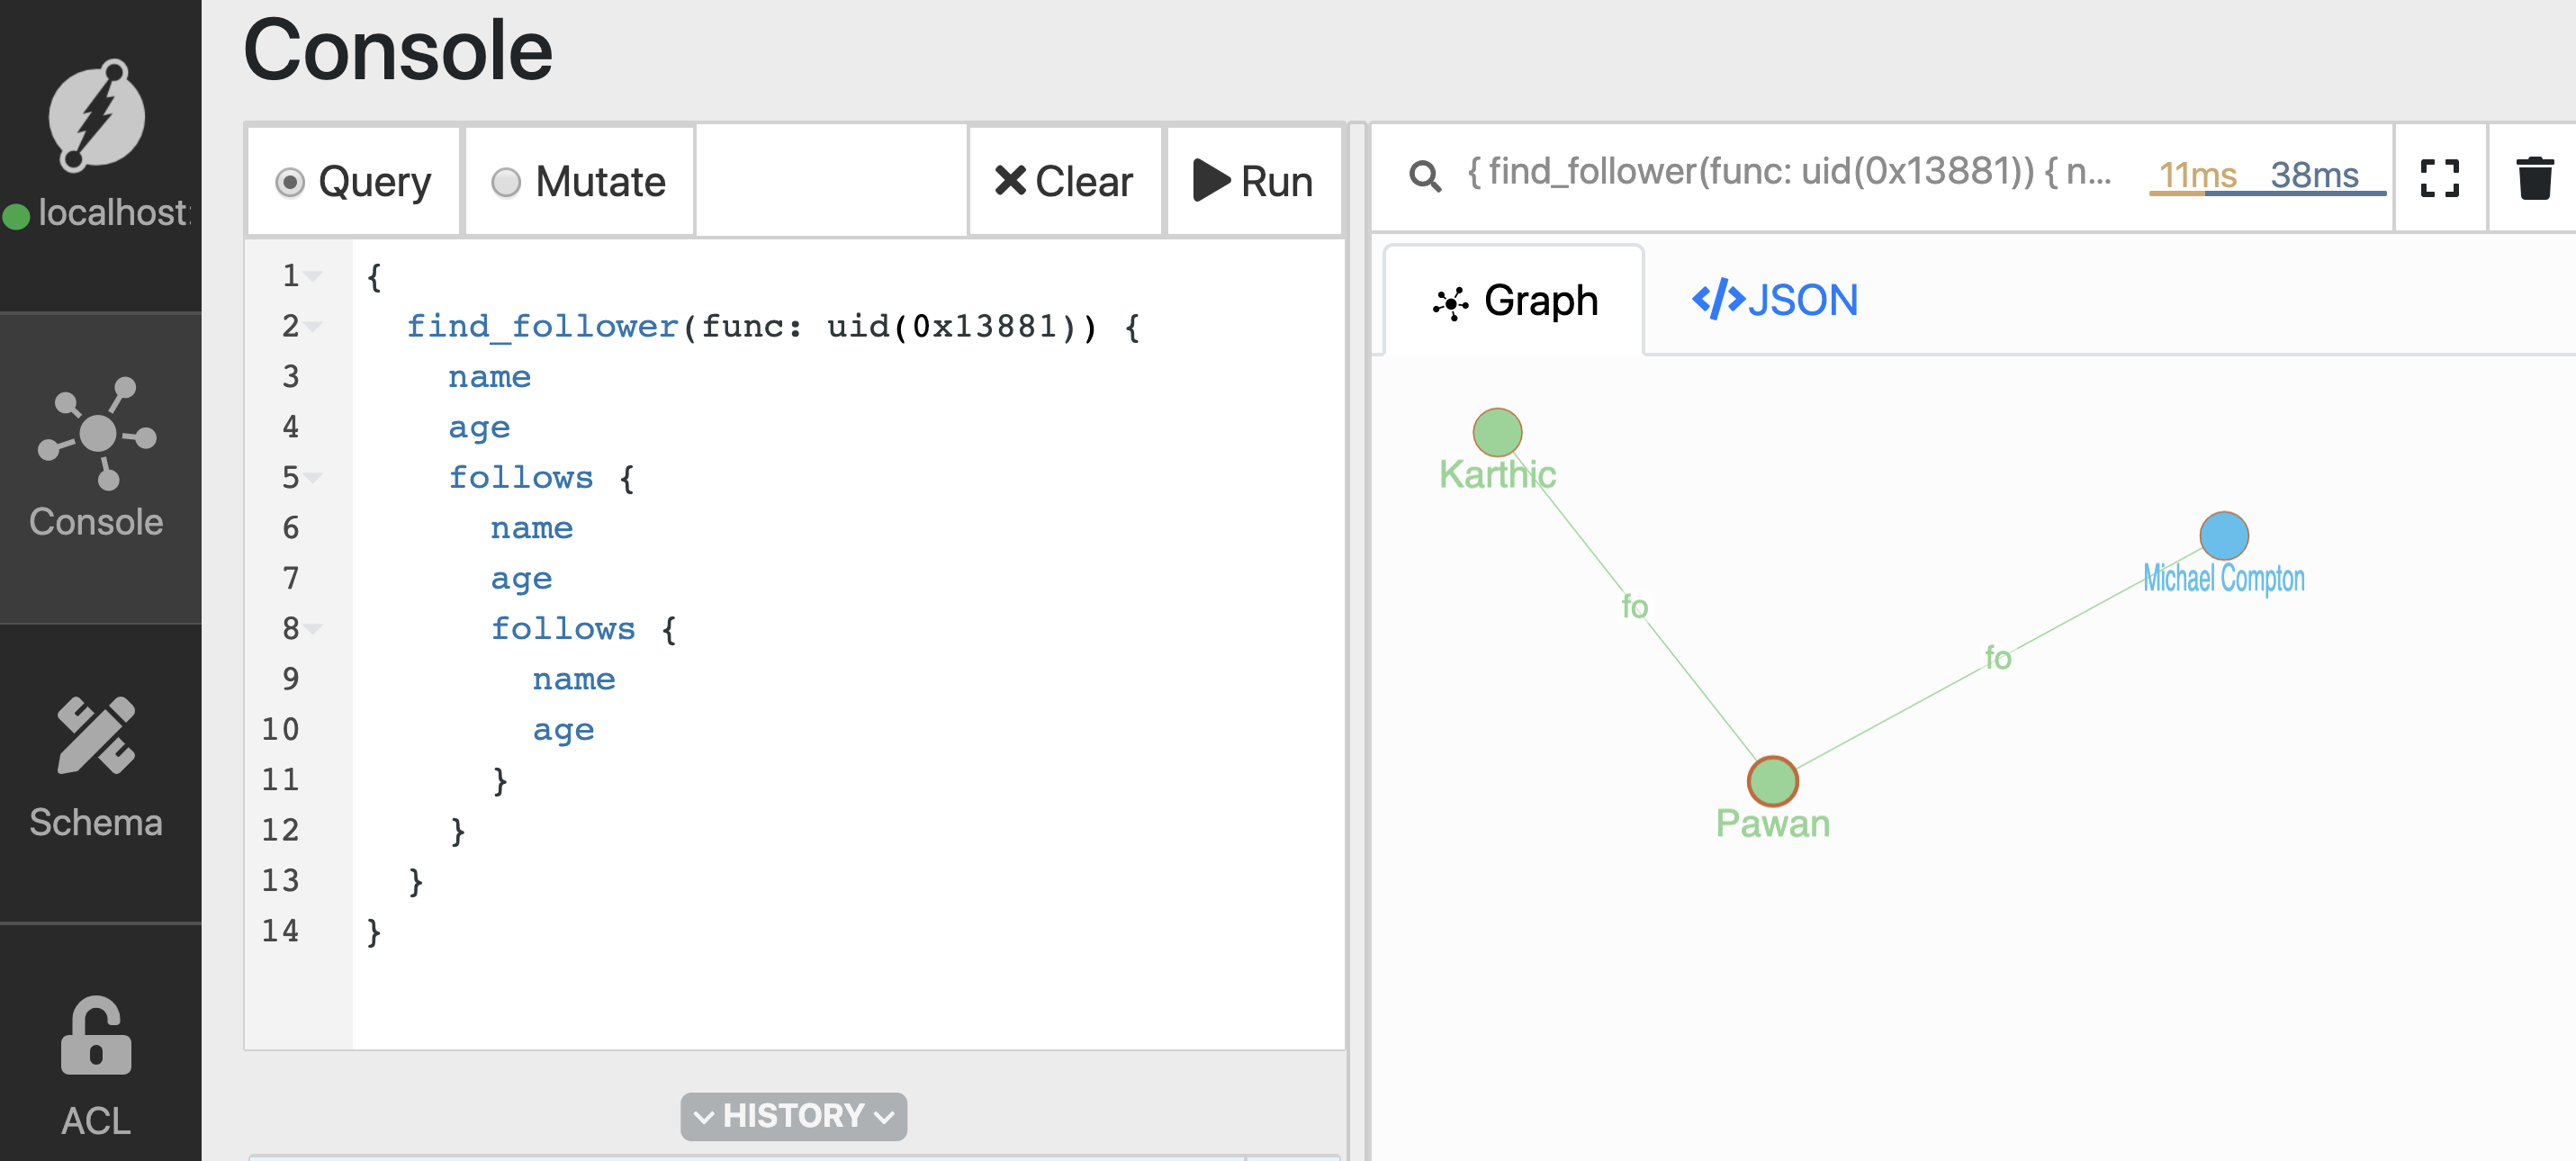 Console
localhost:
Console
Schema
ACL
Query
Mutate
Clear
Run
1 {
2 find_follower(func: uid(0x13881)) {
3 name
4 age
5 follows {
6 name
7 age
8 follows {
9 name
10 age
11 }
12 }
13 }
14 }
HISTORY
{ find_follower(func: uid(0x13881)) { n...
11ms 38ms
Graph
</>JSON
Karthic
Michael Compton
fo
fo
Pawan